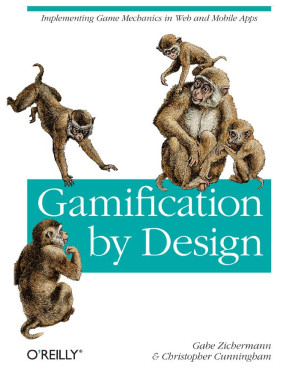 Implementing Game Mechanics in Web and Mobile Apps
Gamification
by Design
O'REILLY®
Gabe Zichermann
& Christopher Cunningham